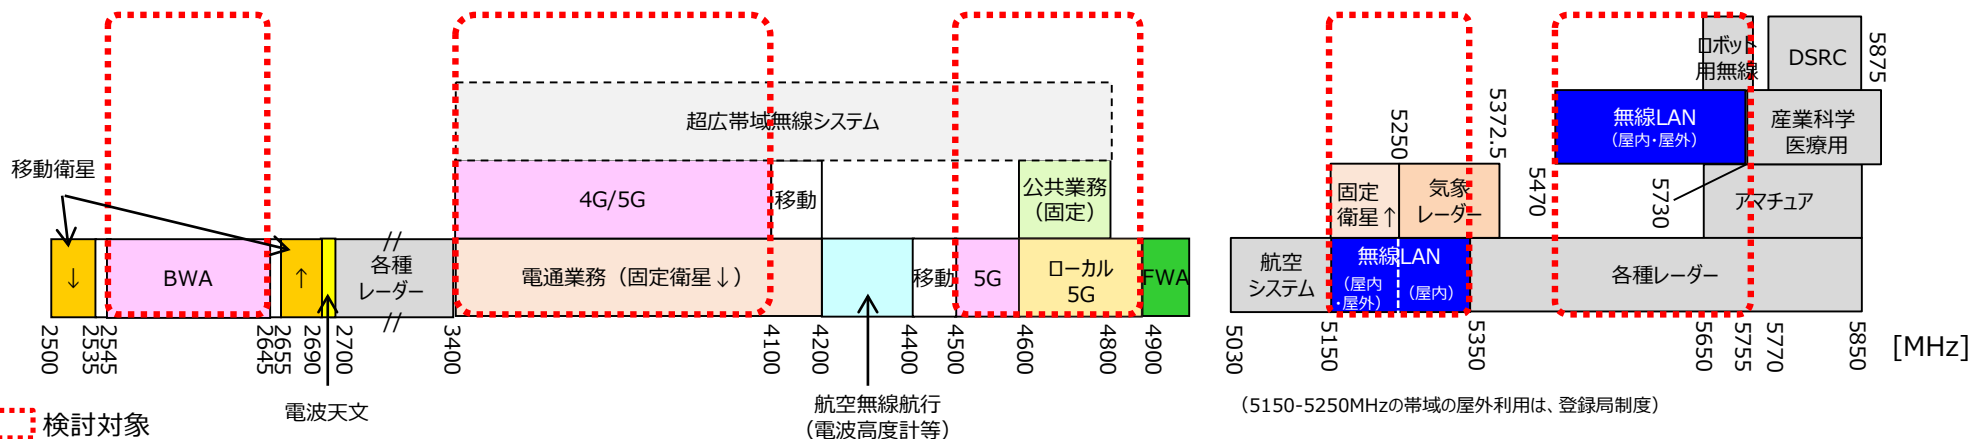 ロボット
用無線
DSRC
5875
超広帯域無線システム
5372.5
無線LAN
(屋内・屋外)
産業科学
医療用
5250
移動衛星
4G/5G
移動
公共業務
(固定)
固定
衛星↑
気象
レーダー
5470
5730
アマチュア
↓
BWA
↑
各種
レーダー
電通業務（固定衛星↓）
移動
5G
ローカル
5G
FWA
航空
システム
無線LAN
(屋内
・屋外)
(屋内)
各種レーダー
2500
2535
2545
2645
2655
2690
2700
3400
4100
4200
4400
4500
4600
4800
4900
5030
5150
5350
5650
5755
5770
5850
[MHz]
電波天文
航空無線航行
（電波高度計等）
（5150-5250MHzの帯域の屋外利用は、登録局制度）
検討対象